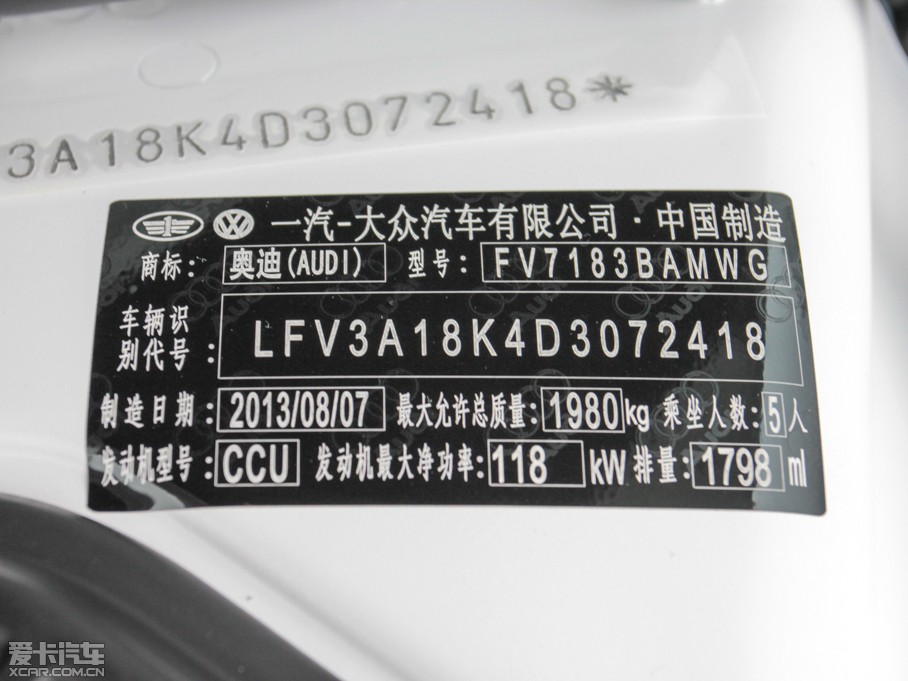 3A18K4D3072418*
一汽-大众汽车有限公司·中国制造
商标: 奥迪(AUDI) 型号: FV7183BAMWG
车辆识
别代号: LFV3A18K4D3072418
制造日期: 2013/08/07 最大允许总质量: 1980kg 乘坐人数: 5人
发动机型号: CCU 发动机最大净功率: 118 kW 排量: 1798 ml
爱卡汽车
XCAR.COM.CN